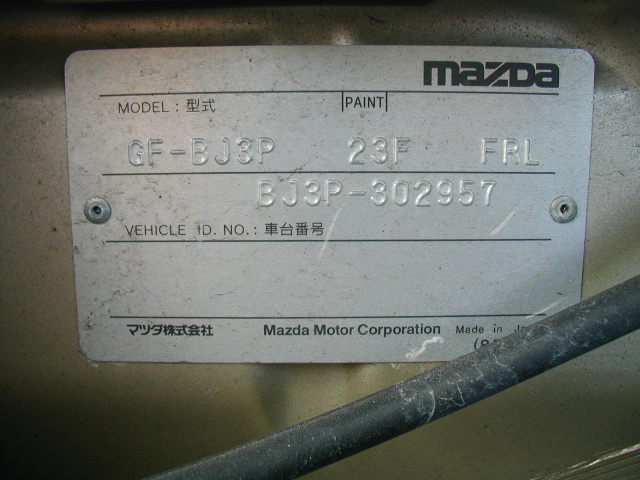 mazda
MODEL : 型式 PAINT
GF-BJ3P 23F FRL
BJ3P-302957
VEHICLE ID. NO. : 車台番号
マツダ株式会社 Mazda Motor Corporation Made in